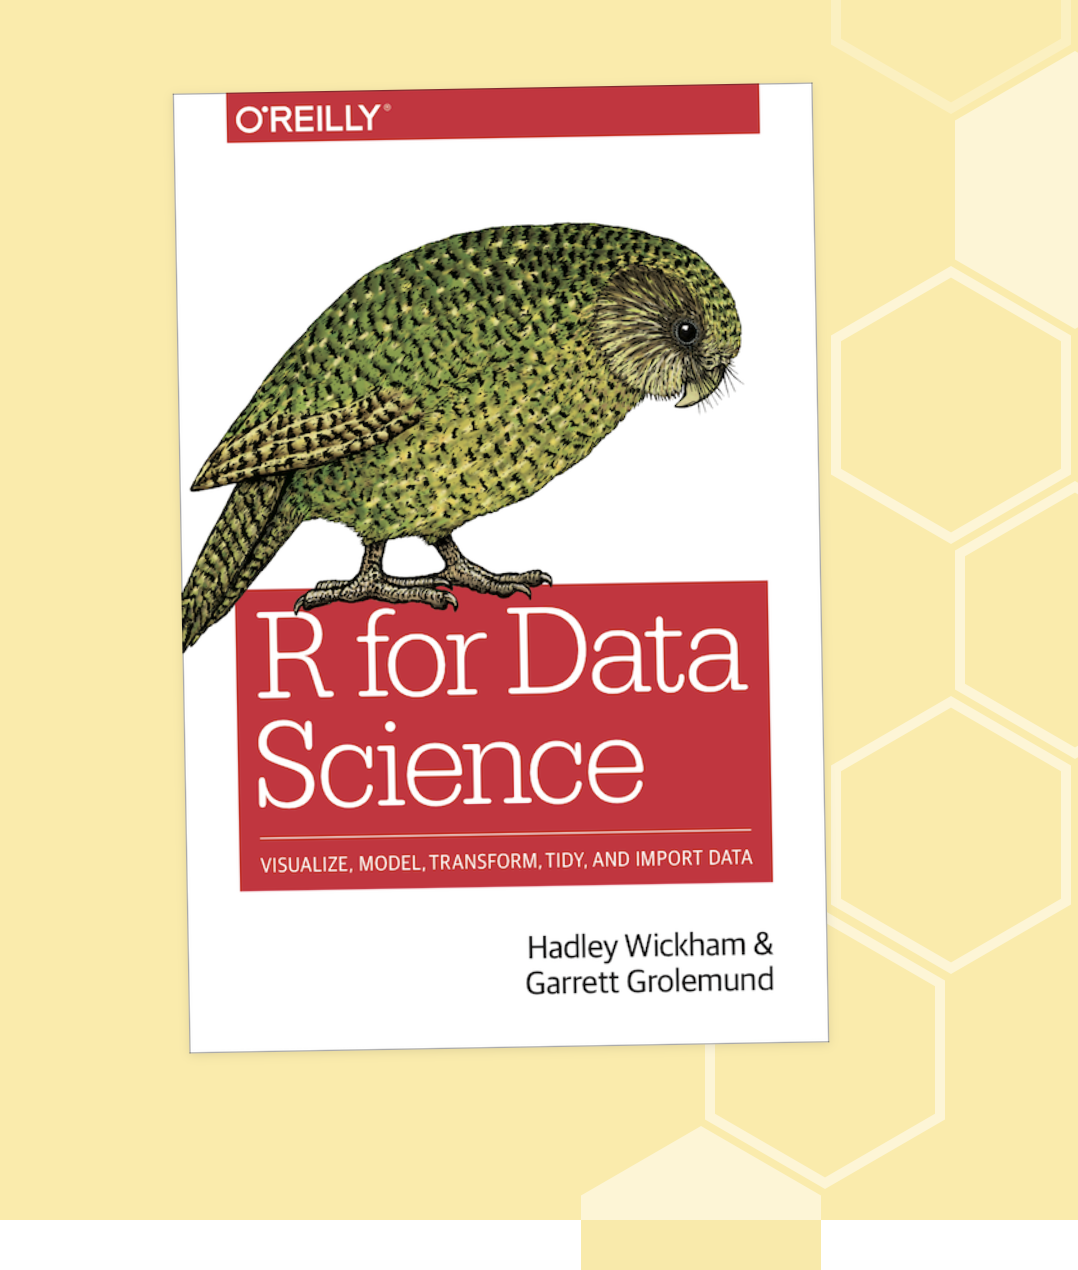 O'REILLY®
R for Data
Science
VISUALIZE, MODEL, TRANSFORM, TIDY, AND IMPORT DATA
Hadley Wickham &
Garrett Grolemund